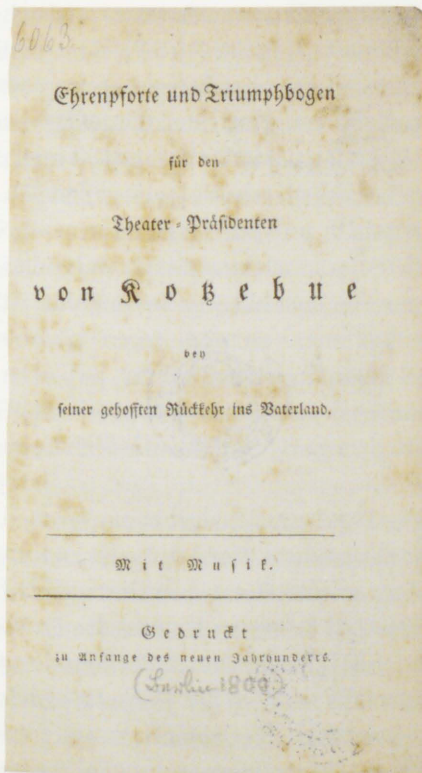 6063.
Ehrenpforte und Triumphbogen
für den
Theater-Präsidenten
von Kotzebue
bey
seiner gehofften Rückkehr ins Vaterland.
Mit Musik.
Gedruckt
zu Anfange des neuen Jahrhunderts.
(Berlin 1800.)